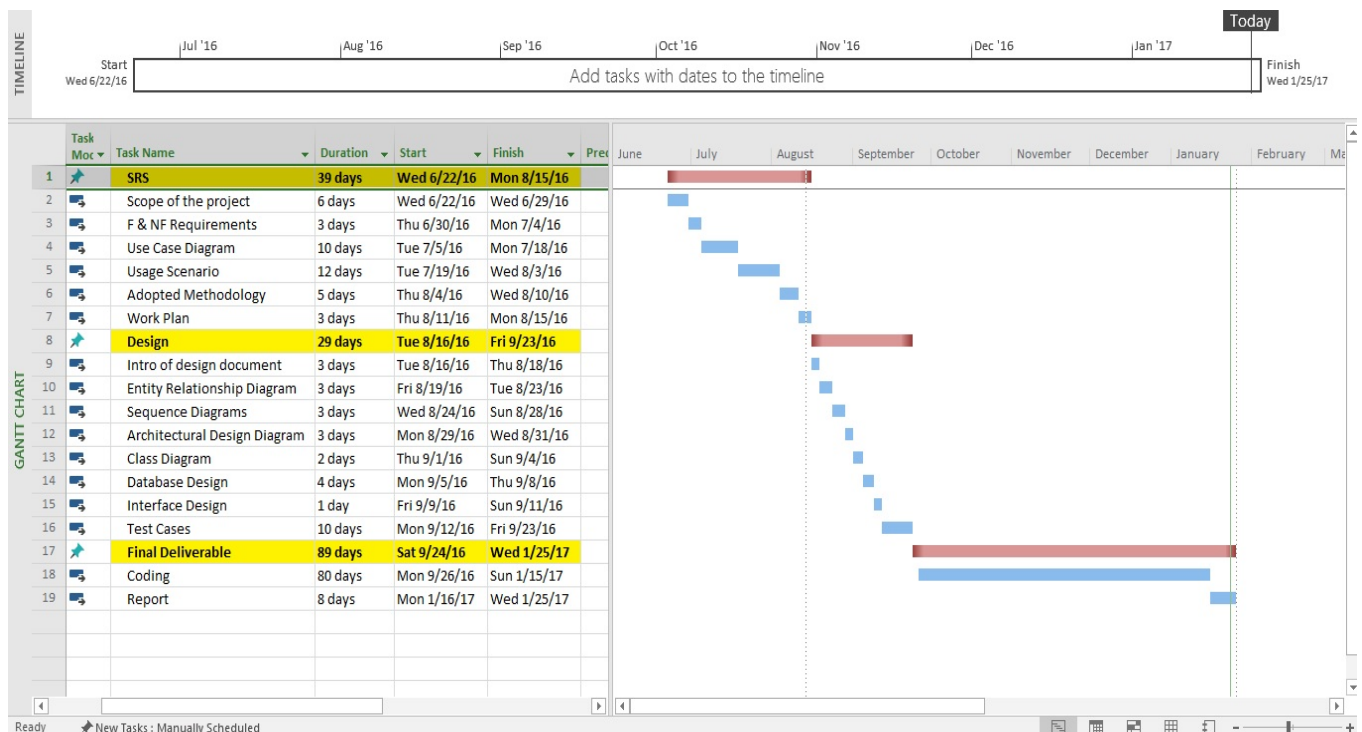 Today
Jul '16 Aug '16 Sep '16 Oct '16 Nov '16 Dec '16 Jan '17
TIMELINE
Start
Wed 6/22/16
Add tasks with dates to the timeline
Finish
Wed 1/25/17
GANTT CHART
Task Moc Task Name Duration Start Finish Pred June July August September October November December January February Ma
1 SRS 39 days Wed 6/22/16 Mon 8/15/16
2 Scope of the project 6 days Wed 6/22/16 Wed 6/29/16
3 F & NF Requirements 3 days Thu 6/30/16 Mon 7/4/16
4 Use Case Diagram 10 days Tue 7/5/16 Mon 7/18/16
5 Usage Scenario 12 days Tue 7/19/16 Wed 8/3/16
6 Adopted Methodology 5 days Thu 8/4/16 Wed 8/10/16
7 Work Plan 3 days Thu 8/11/16 Mon 8/15/16
8 Design 29 days Tue 8/16/16 Fri 9/23/16
9 Intro of design document 3 days Tue 8/16/16 Thu 8/18/16
10 Entity Relationship Diagram 3 days Fri 8/19/16 Tue 8/23/16
11 Sequence Diagrams 3 days Wed 8/24/16 Sun 8/28/16
12 Architectural Design Diagram 3 days Mon 8/29/16 Wed 8/31/16
13 Class Diagram 2 days Thu 9/1/16 Sun 9/4/16
14 Database Design 4 days Mon 9/5/16 Thu 9/8/16
15 Interface Design 1 day Fri 9/9/16 Sun 9/11/16
16 Test Cases 10 days Mon 9/12/16 Fri 9/23/16
17 Final Deliverable 89 days Sat 9/24/16 Wed 1/25/17
18 Coding 80 days Mon 9/26/16 Sun 1/15/17
19 Report 8 days Mon 1/16/17 Wed 1/25/17
Ready New Tasks : Manually Scheduled